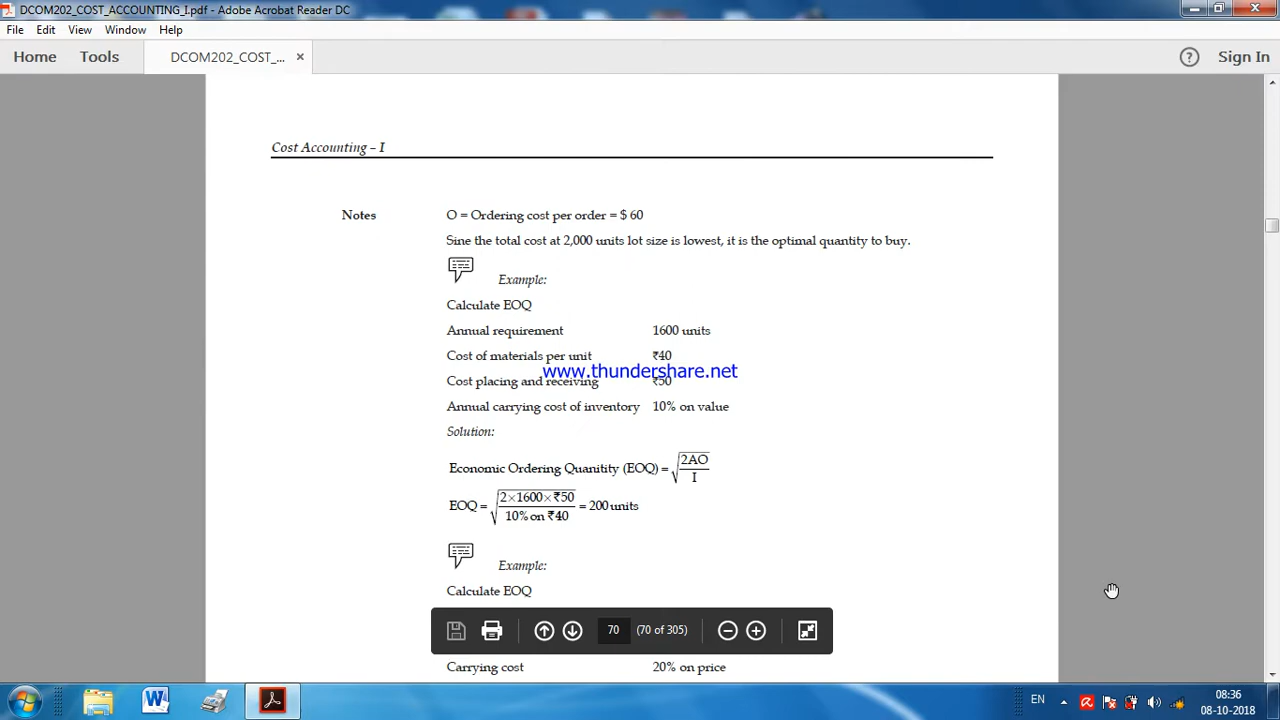 DCOM202_COST_ACCOUNTING_I.pdf - Adobe Acrobat Reader DC
File Edit View Window Help
Home Tools DCOM202_COST_... × ? Sign In
Cost Accounting – I
Notes O = Ordering cost per order = $ 60
Sine the total cost at 2,000 units lot size is lowest, it is the optimal quantity to buy.
Example:
Calculate EOQ
Annual requirement 1600 units
Cost of materials per unit ₹40
www.thundershare.net
Cost placing and receiving ₹50
Annual carrying cost of inventory 10% on value
Solution:
Economic Ordering Quanitity (EOQ) = √(2AO/I)
EOQ = √(2×1600×₹50/10% on ₹40) = 200 units
Example:
Calculate EOQ
70 (70 of 305)
Carrying cost 20% on price
EN 08:36
08-10-2018